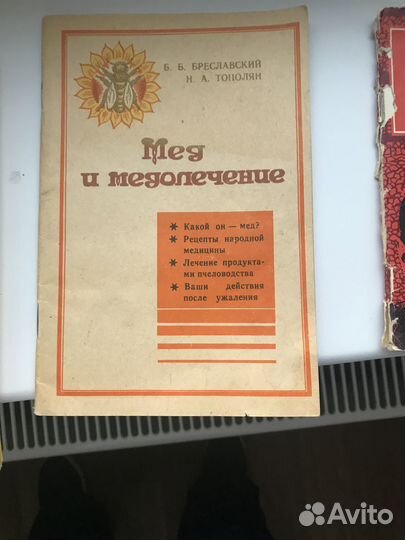 Б. Б. БРЕСЛАВСКИЙ
Н. А. ТОПОЛЯН
Мед
и медолечение
* Какой он — мед?
* Рецепты народной
медицины
* Лечение продукта-
ми пчеловодства
* Ваши действия
после ужаления
Avito